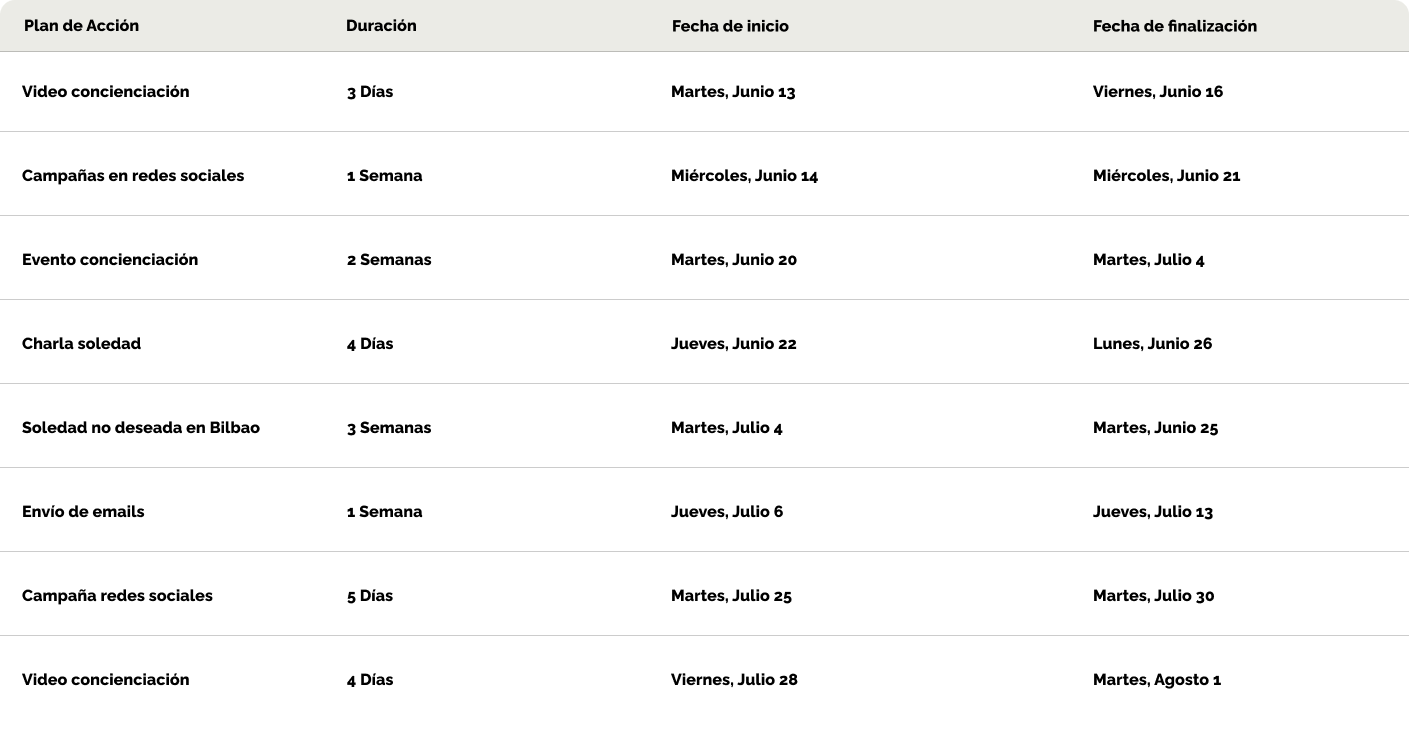 Plan de Acción Duración Fecha de inicio Fecha de finalización
Video concienciación 3 Días Martes, Junio 13 Viernes, Junio 16
Campañas en redes sociales 1 Semana Miércoles, Junio 14 Miércoles, Junio 21
Evento concienciación 2 Semanas Martes, Junio 20 Martes, Julio 4
Charla soledad 4 Días Jueves, Junio 22 Lunes, Junio 26
Soledad no deseada en Bilbao 3 Semanas Martes, Julio 4 Martes, Junio 25
Envío de emails 1 Semana Jueves, Julio 6 Jueves, Julio 13
Campaña redes sociales 5 Días Martes, Julio 25 Martes, Julio 30
Video concienciación 4 Días Viernes, Julio 28 Martes, Agosto 1